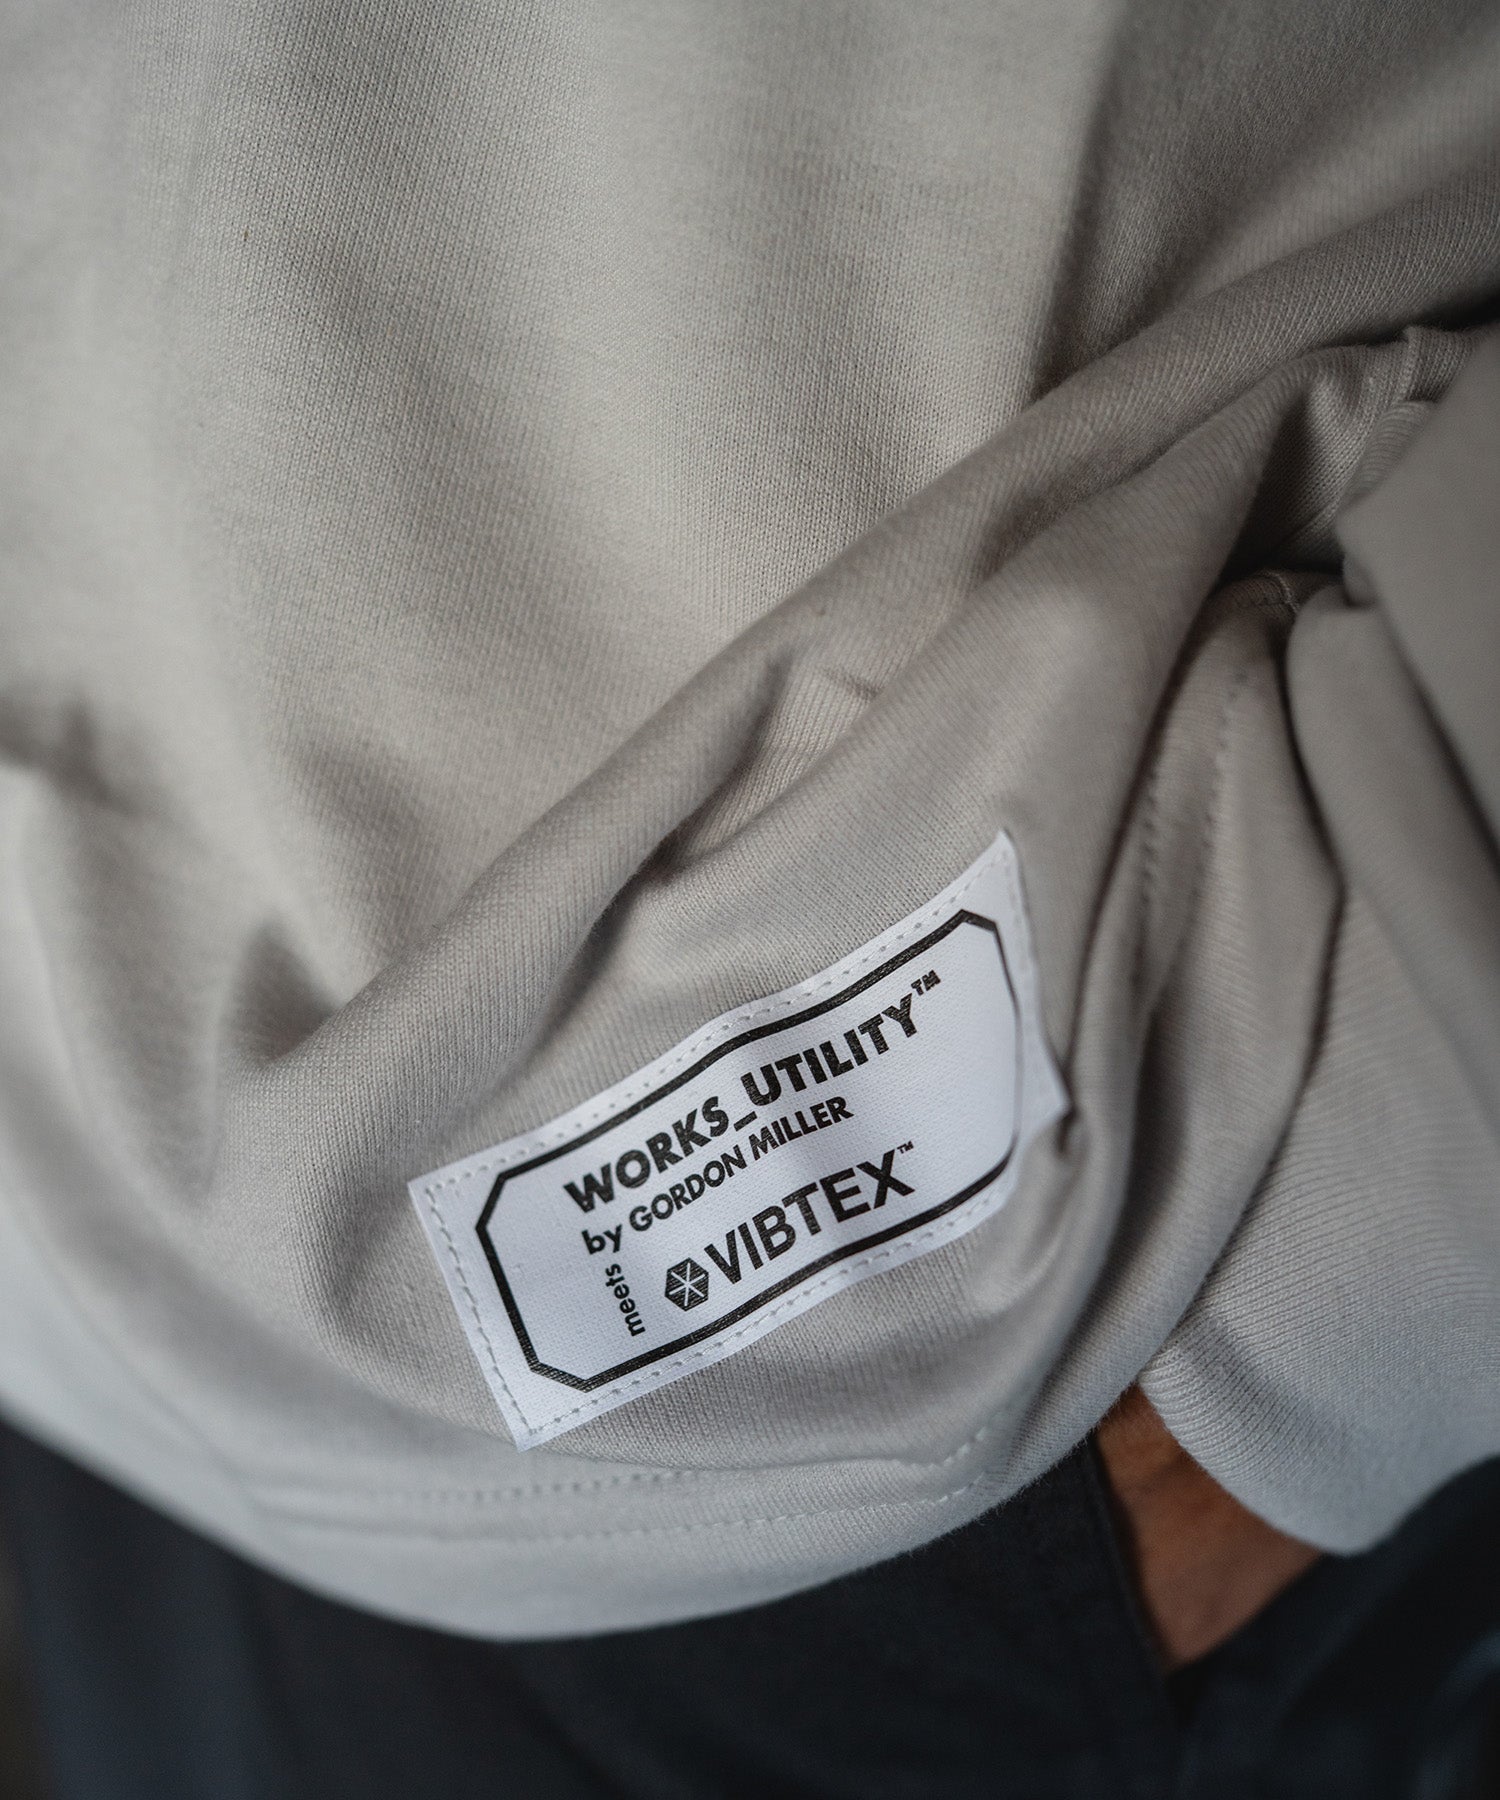 WORKS_UTILITY™
by GORDON MILLER
meets VIBTEX™